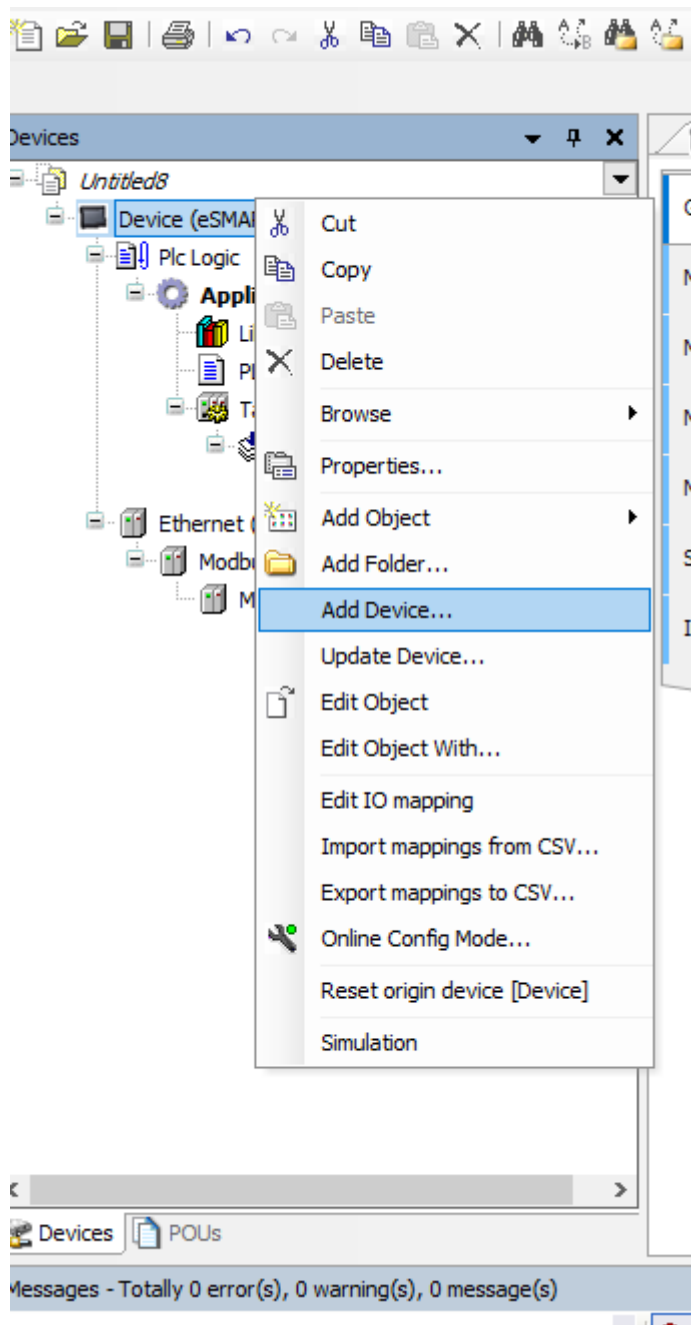 Devices
Untitled8
Device (eSMA
Plc Logic
Appli
Li
Ta
Ethernet (
Modbu
M
Cut
Copy
Paste
Delete
Browse
Properties...
Add Object
Add Folder...
Add Device...
Update Device...
Edit Object
Edit Object With...
Edit IO mapping
Import mappings from CSV...
Export mappings to CSV...
Online Config Mode...
Reset origin device [Device]
Simulation
Devices
POUs
Messages - Totally 0 error(s), 0 warning(s), 0 message(s)